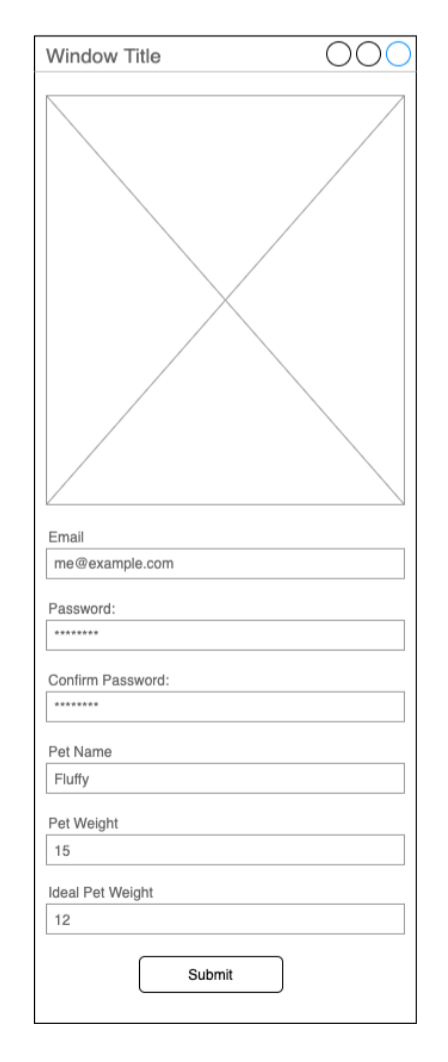 Window Title
Email
me@example.com
Password:
********
Confirm Password:
********
Pet Name
Fluffy
Pet Weight
15
Ideal Pet Weight
12
Submit